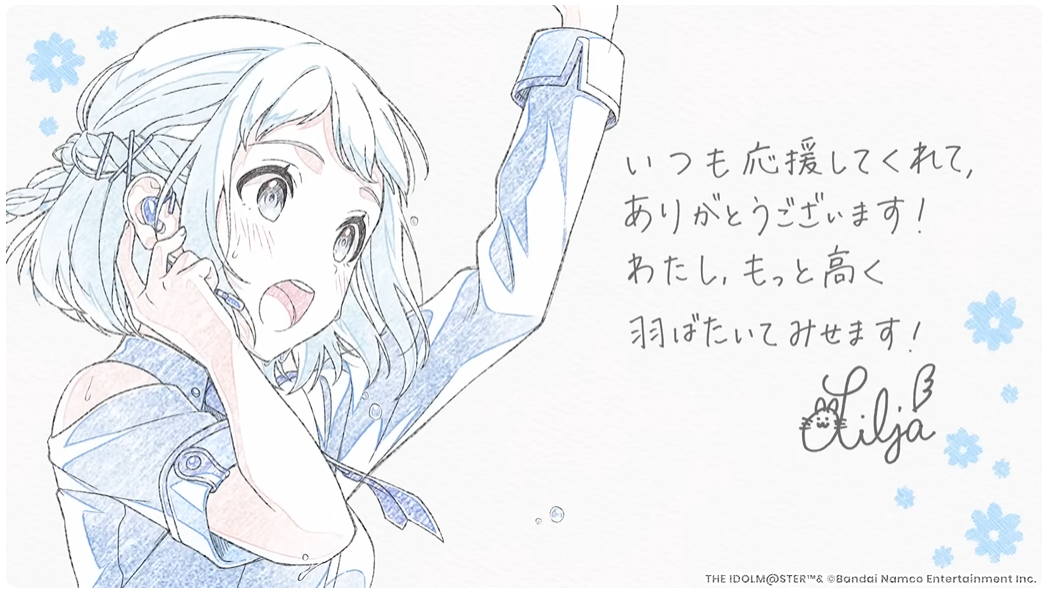 いつも応援してくれて,
ありがとうございます!
わたし,もっと高く
羽ばたいてみせます!
Lilja
THE IDOLM@STER™& ©Bandai Namco Entertainment Inc.